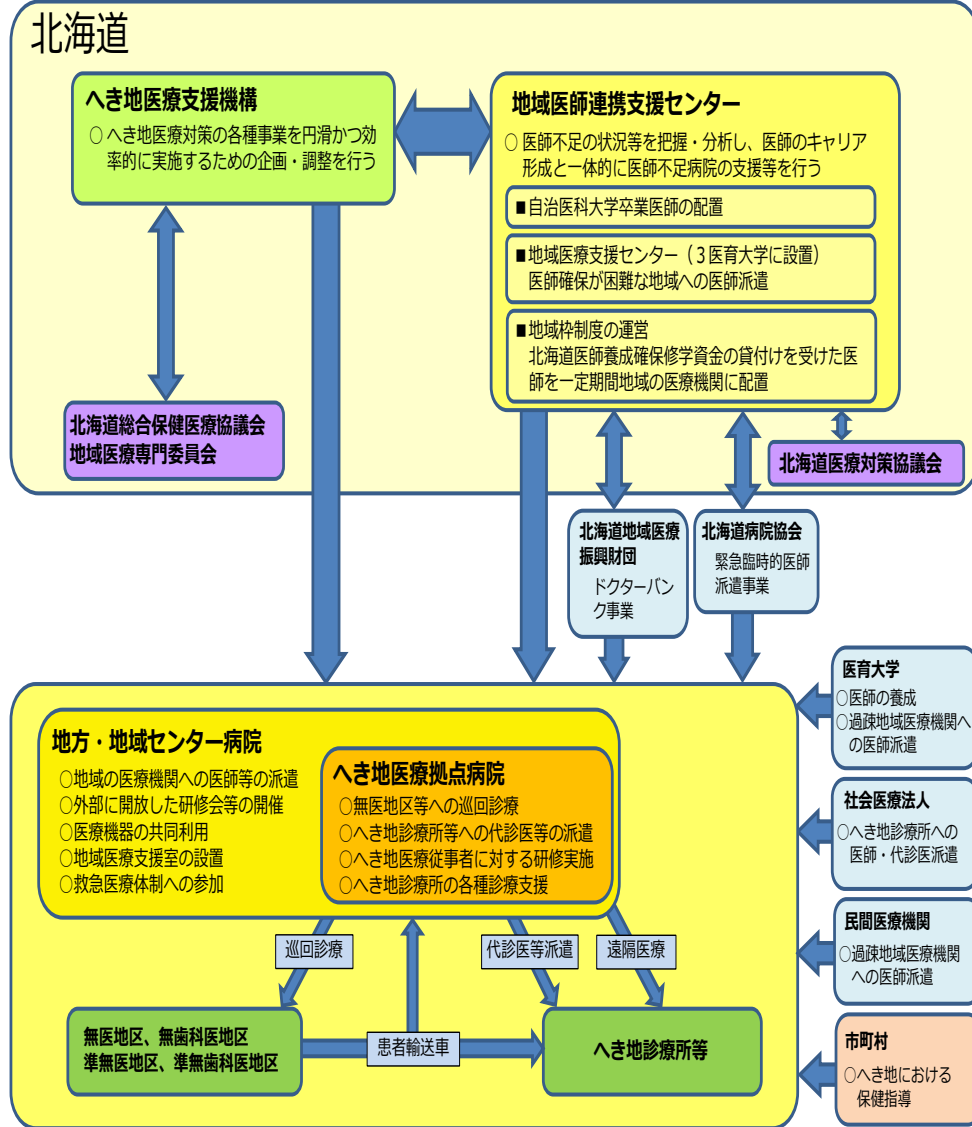 北海道
へき地医療支援機構
○ へき地医療対策の各種事業を円滑かつ効
率的に実施するための企画・調整を行う
地域医師連携支援センター
○ 医師不足の状況等を把握・分析し、医師のキャリア
形成と一体的に医師不足病院の支援等を行う
■自治医科大学卒業医師の配置
■地域医療支援センター（３医育大学に設置）
医師確保が困難な地域への医師派遣
■地域枠制度の運営
北海道医師養成確保修学資金の貸付けを受けた医
師を一定期間地域の医療機関に配置
北海道総合保健医療協議会
地域医療専門委員会
北海道医療対策協議会
北海道地域医療
振興財団
ドクターバン
ク事業
北海道病院協会
緊急臨時的医師
派遣事業
地方・地域センター病院
○地域の医療機関への医師等の派遣
○外部に開放した研修会等の開催
○医療機器の共同利用
○地域医療支援室の設置
○救急医療体制への参加
へき地医療拠点病院
○無医地区等への巡回診療
○へき地診療所等への代診医等の派遣
○へき地医療従事者に対する研修実施
○へき地診療所の各種診療支援
巡回診療
代診医等派遣
遠隔医療
無医地区、無歯科医地区
準無医地区、準無歯科医地区
患者輸送車
へき地診療所等
医育大学
○医師の養成
○過疎地域医療機関へ
の医師派遣
社会医療法人
○へき地診療所への
医師・代診医派遣
民間医療機関
○過疎地域医療機関
への医師派遣
市町村
○へき地における
保健指導